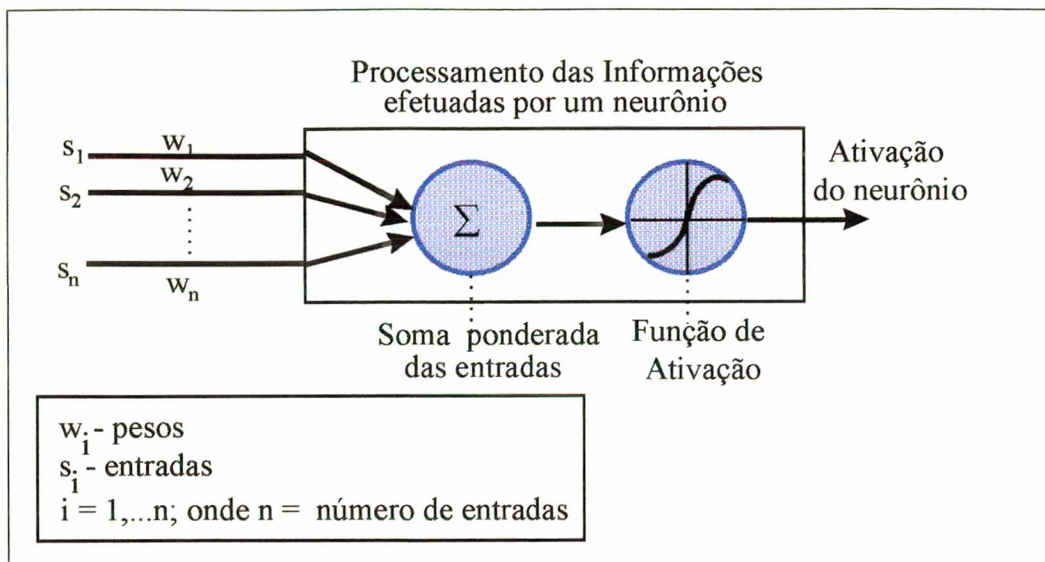 Processamento das Informações
efetuadas por um neurônio
s1 w1
s2 w2
sn wn
Σ
Ativação
do neurônio
Soma ponderada
das entradas
Função de
Ativação
wi - pesos
si - entradas
i = 1,...n; onde n = número de entradas